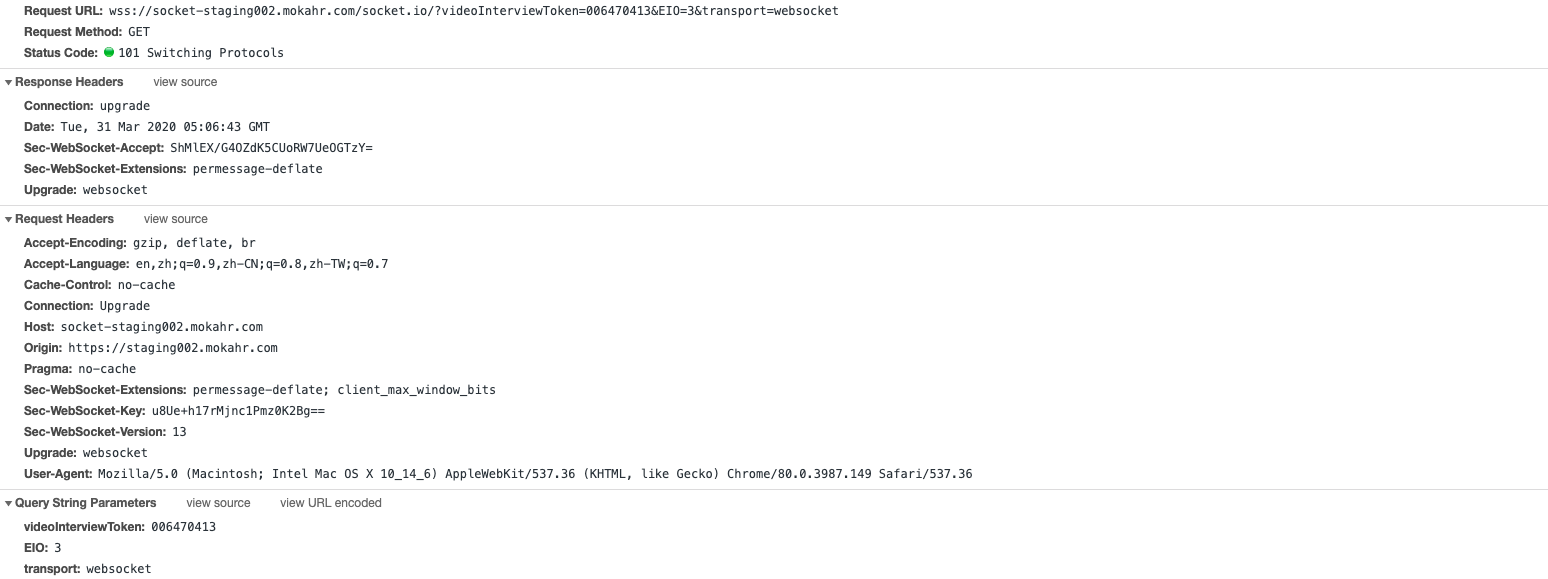 Request URL: wss://socket-staging002.mokahr.com/socket.io/?videoInterviewToken=006470413&EIO=3&transport=websocket
Request Method: GET
Status Code: 101 Switching Protocols
Response Headers view source
Connection: upgrade
Date: Tue, 31 Mar 2020 05:06:43 GMT
Sec-WebSocket-Accept: ShMlEX/G4OZdK5CUoRW7UeOGTzY=
Sec-WebSocket-Extensions: permessage-deflate
Upgrade: websocket
Request Headers view source
Accept-Encoding: gzip, deflate, br
Accept-Language: en,zh;q=0.9,zh-CN;q=0.8,zh-TW;q=0.7
Cache-Control: no-cache
Connection: Upgrade
Host: socket-staging002.mokahr.com
Origin: https://staging002.mokahr.com
Pragma: no-cache
Sec-WebSocket-Extensions: permessage-deflate; client_max_window_bits
Sec-WebSocket-Key: u8Ue+h17rMjnc1Pmz0K2Bg==
Sec-WebSocket-Version: 13
Upgrade: websocket
User-Agent: Mozilla/5.0 (Macintosh; Intel Mac OS X 10_14_6) AppleWebKit/537.36 (KHTML, like Gecko) Chrome/80.0.3987.149 Safari/537.36
Query String Parameters view source view URL encoded
videoInterviewToken: 006470413
EIO: 3
transport: websocket